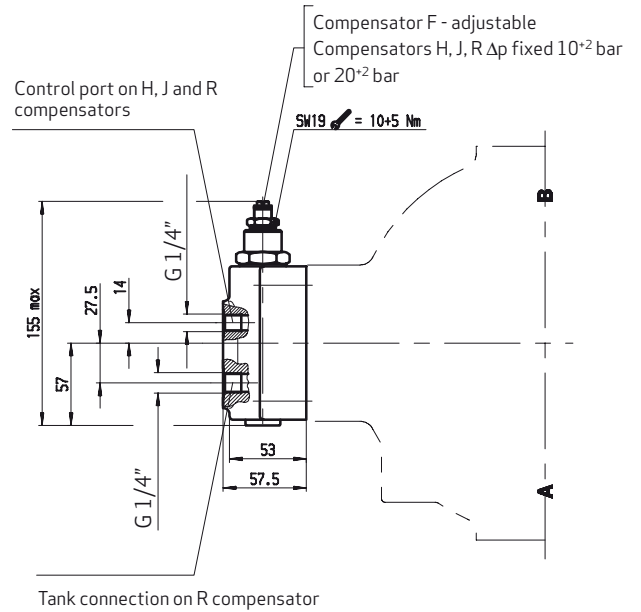 Compensator F - adjustable
Compensators H, J, R Δp fixed 10⁺² bar
or 20⁺² bar
Control port on H, J and R
compensators
SW19 = 10+5 Nm
B
G 1/4"
155 max
27.5
14
57
53
57.5
G 1/4"
A
Tank connection on R compensator